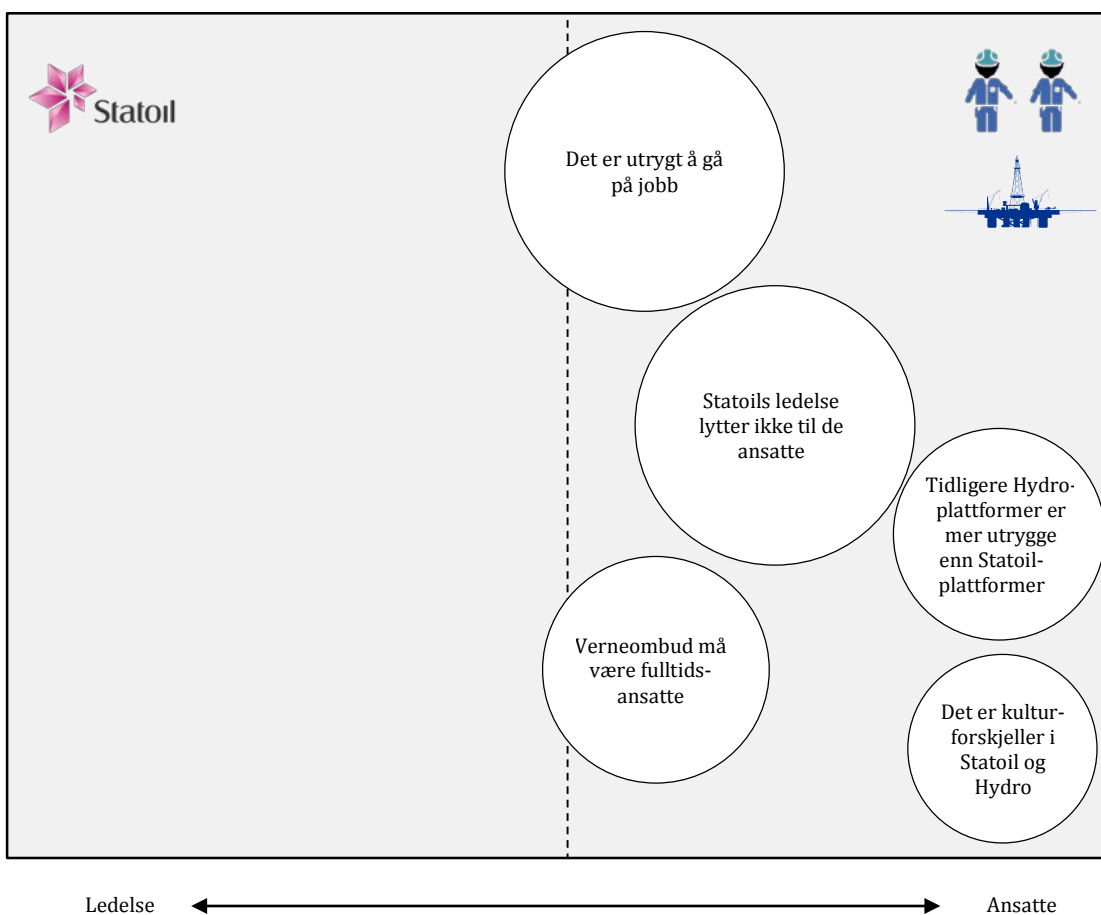 Statoil
Det er utrygt å gå
på jobb
Statoils ledelse
lytter ikke til de
ansatte
Tidligere Hydro-
plattformer er
mer utrygge
enn Statoil-
plattformer
Verneombud må
være fulltids-
ansatte
Det er kultur-
forskjeller i
Statoil og
Hydro
Ledelse
Ansatte